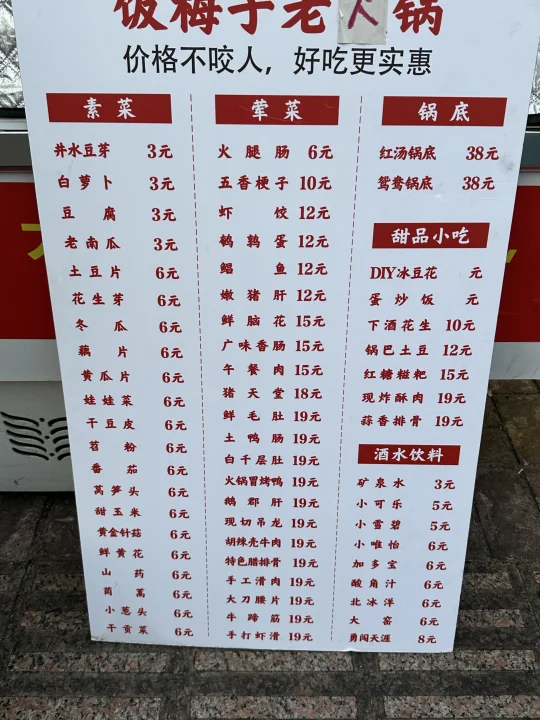 饭梅子老火锅
价格不咬人，好吃更实惠
素菜
井水豆芽 3元
白萝卜 3元
豆腐 3元
老南瓜 3元
土豆片 6元
花生芽 6元
冬瓜 6元
藕片 6元
黄瓜片 6元
娃娃菜 6元
干豆皮 6元
苕粉 6元
番茄 6元
莴笋头 6元
甜玉米 6元
黄金针菇 6元
鲜黄花 6元
山药 6元
茼蒿 6元
小葱头 6元
干贡菜 6元
荤菜
火腿肠 6元
五香梗子 10元
虾饺 12元
鹌鹑蛋 12元
鲳鱼 12元
嫩猪肝 12元
鲜脑花 15元
广味香肠 15元
午餐肉 15元
猪天堂 18元
鲜毛肚 19元
土鸭肠 19元
白千层肚 19元
火锅冒烤鸭 19元
鹅郡肝 19元
现切吊龙 19元
胡辣壳牛肉 19元
特色腊排骨 19元
手工滑肉 19元
大刀腰片 19元
牛蹄筋 19元
手打虾滑 19元
锅底
红汤锅底 38元
鸳鸯锅底 38元
甜品小吃
DIY冰豆花 元
蛋炒饭 元
下酒花生 10元
锅巴土豆 12元
红糖糍粑 15元
现炸酥肉 19元
蒜香排骨 19元
酒水饮料
矿泉水 3元
小可乐 5元
小雪碧 5元
小唯怡 6元
加多宝 6元
酸角汁 6元
北冰洋 6元
大窑 6元
勇闯天涯 8元